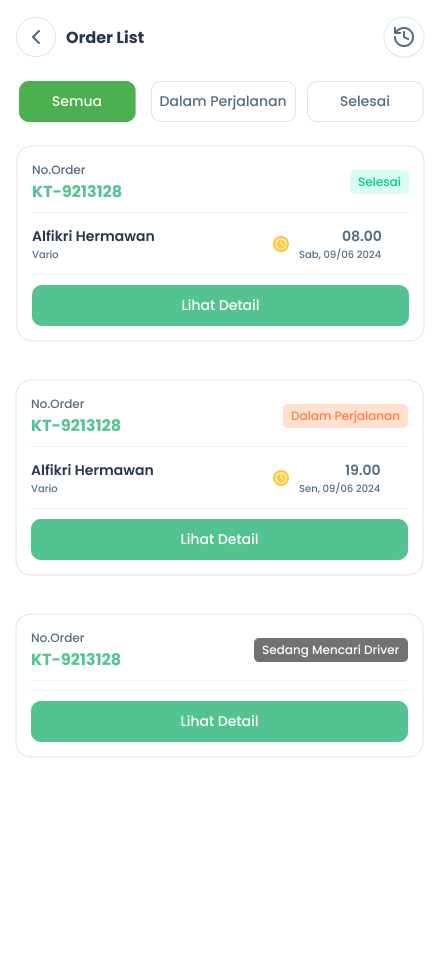 Order List
Semua
Dalam Perjalanan
Selesai
No.Order
KT-9213128
Selesai
Alfikri Hermawan
Vario
08.00
Sab, 09/06 2024
Lihat Detail
No.Order
KT-9213128
Dalam Perjalanan
Alfikri Hermawan
Vario
19.00
Sen, 09/06 2024
Lihat Detail
No.Order
KT-9213128
Sedang Mencari Driver
Lihat Detail